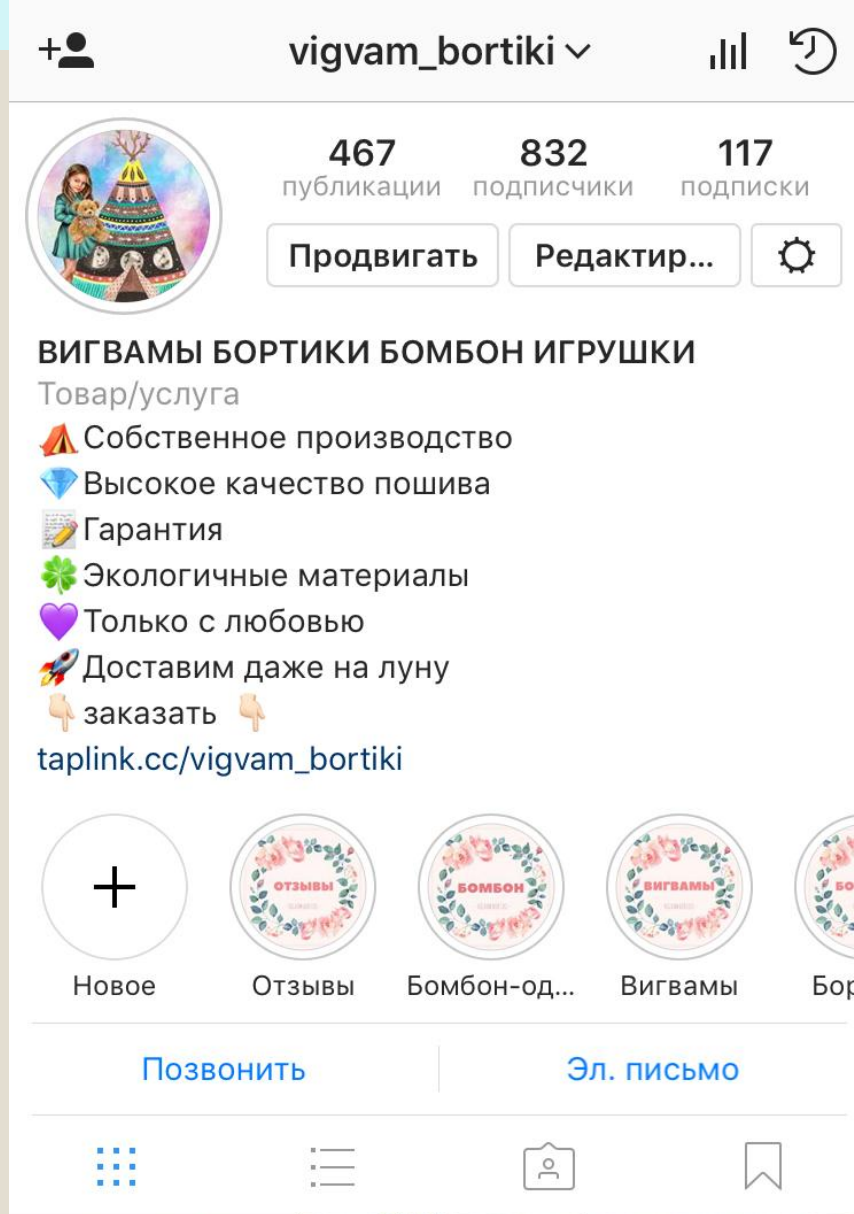 vigvam_bortiki
467 832 117
публикации подписчики подписки
Продвигать Редактир...
ВИГВАМЫ БОРТИКИ БОМБОН ИГРУШКИ
Товар/услуга
Собственное производство
Высокое качество пошива
Гарантия
Экологичные материалы
Только с любовью
Доставим даже на луну
заказать
taplink.cc/vigvam_bortiki
ОТЗЫВЫ БОМБОН ВИГВАМЫ БО
Новое Отзывы Бомбон-од... Вигвамы Бор
Позвонить Эл. письмо